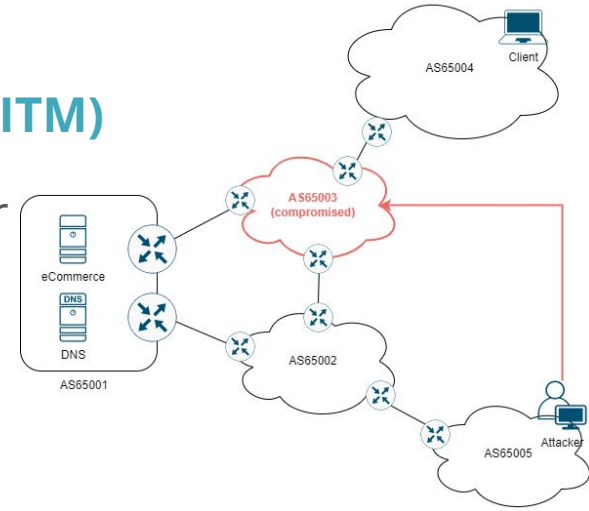 ITM)
r
AS65004
Client
AS65003
(compromised)
eCommerce
DNS
DNS
AS65001
AS65002
AS65005
Attacker